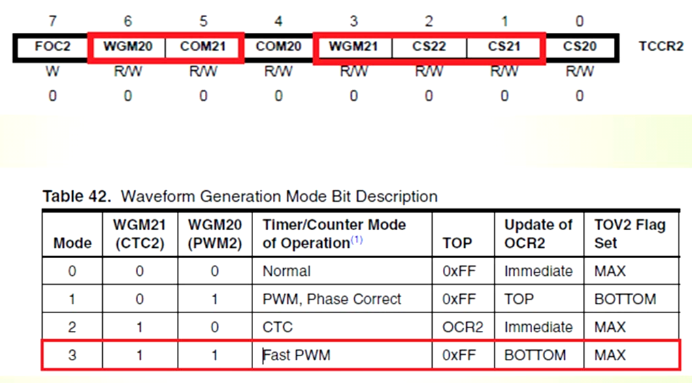 7 6 5 4 3 2 1 0
FOC2 WGM20 COM21 COM20 WGM21 CS22 CS21 CS20 TCCR2
W R/W R/W R/W R/W R/W R/W R/W
0 0 0 0 0 0 0 0
Table 42. Waveform Generation Mode Bit Description
Mode WGM21 (CTC2) WGM20 (PWM2) Timer/Counter Mode of Operation(1) TOP Update of OCR2 TOV2 Flag Set
0 0 0 Normal 0xFF Immediate MAX
1 0 1 PWM, Phase Correct 0xFF TOP BOTTOM
2 1 0 CTC OCR2 Immediate MAX
3 1 1 Fast PWM 0xFF BOTTOM MAX